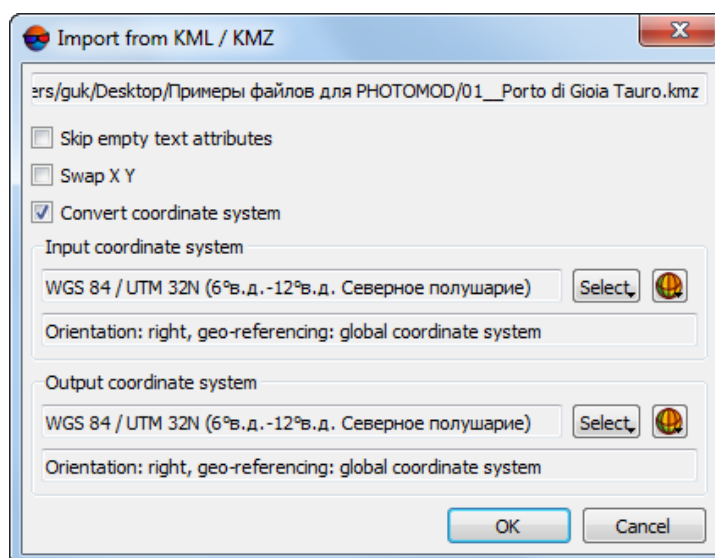 Import from KML / KMZ
ers/guk/Desktop/Примеры файлов для PHOTOMOD/01__Porto di Gioia Tauro.kmz
Skip empty text attributes
Swap X Y
Convert coordinate system
Input coordinate system
WGS 84 / UTM 32N (6°в.д.-12°в.д. Северное полушарие) Select
Orientation: right, geo-referencing: global coordinate system
Output coordinate system
WGS 84 / UTM 32N (6°в.д.-12°в.д. Северное полушарие) Select
Orientation: right, geo-referencing: global coordinate system
OK Cancel